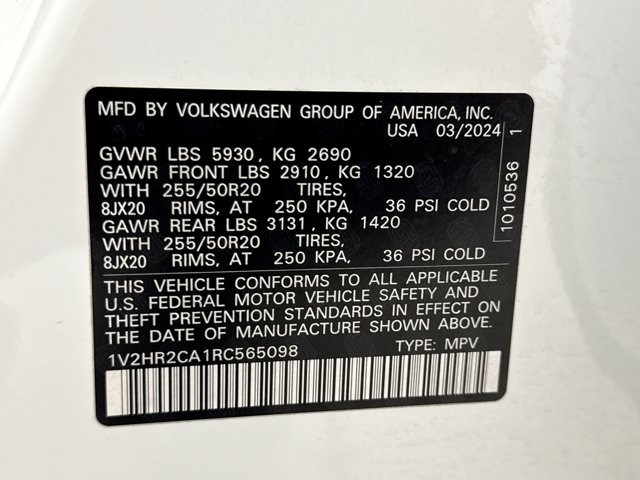 MFD BY VOLKSWAGEN GROUP OF AMERICA, INC.
USA 03/2024
GVWR LBS 5930, KG 2690
GAWR FRONT LBS 2910, KG 1320
WITH 255/50R20 TIRES,
8JX20 RIMS, AT 250 KPA, 36 PSI COLD
GAWR REAR LBS 3131, KG 1420
WITH 255/50R20 TIRES,
8JX20 RIMS, AT 250 KPA, 36 PSI COLD
THIS VEHICLE CONFORMS TO ALL APPLICABLE
U.S. FEDERAL MOTOR VEHICLE SAFETY AND
THEFT PREVENTION STANDARDS IN EFFECT ON
THE DATE OF MANUFACTURE SHOWN ABOVE.
1V2HR2CA1RC565098 TYPE: MPV
1010536 1